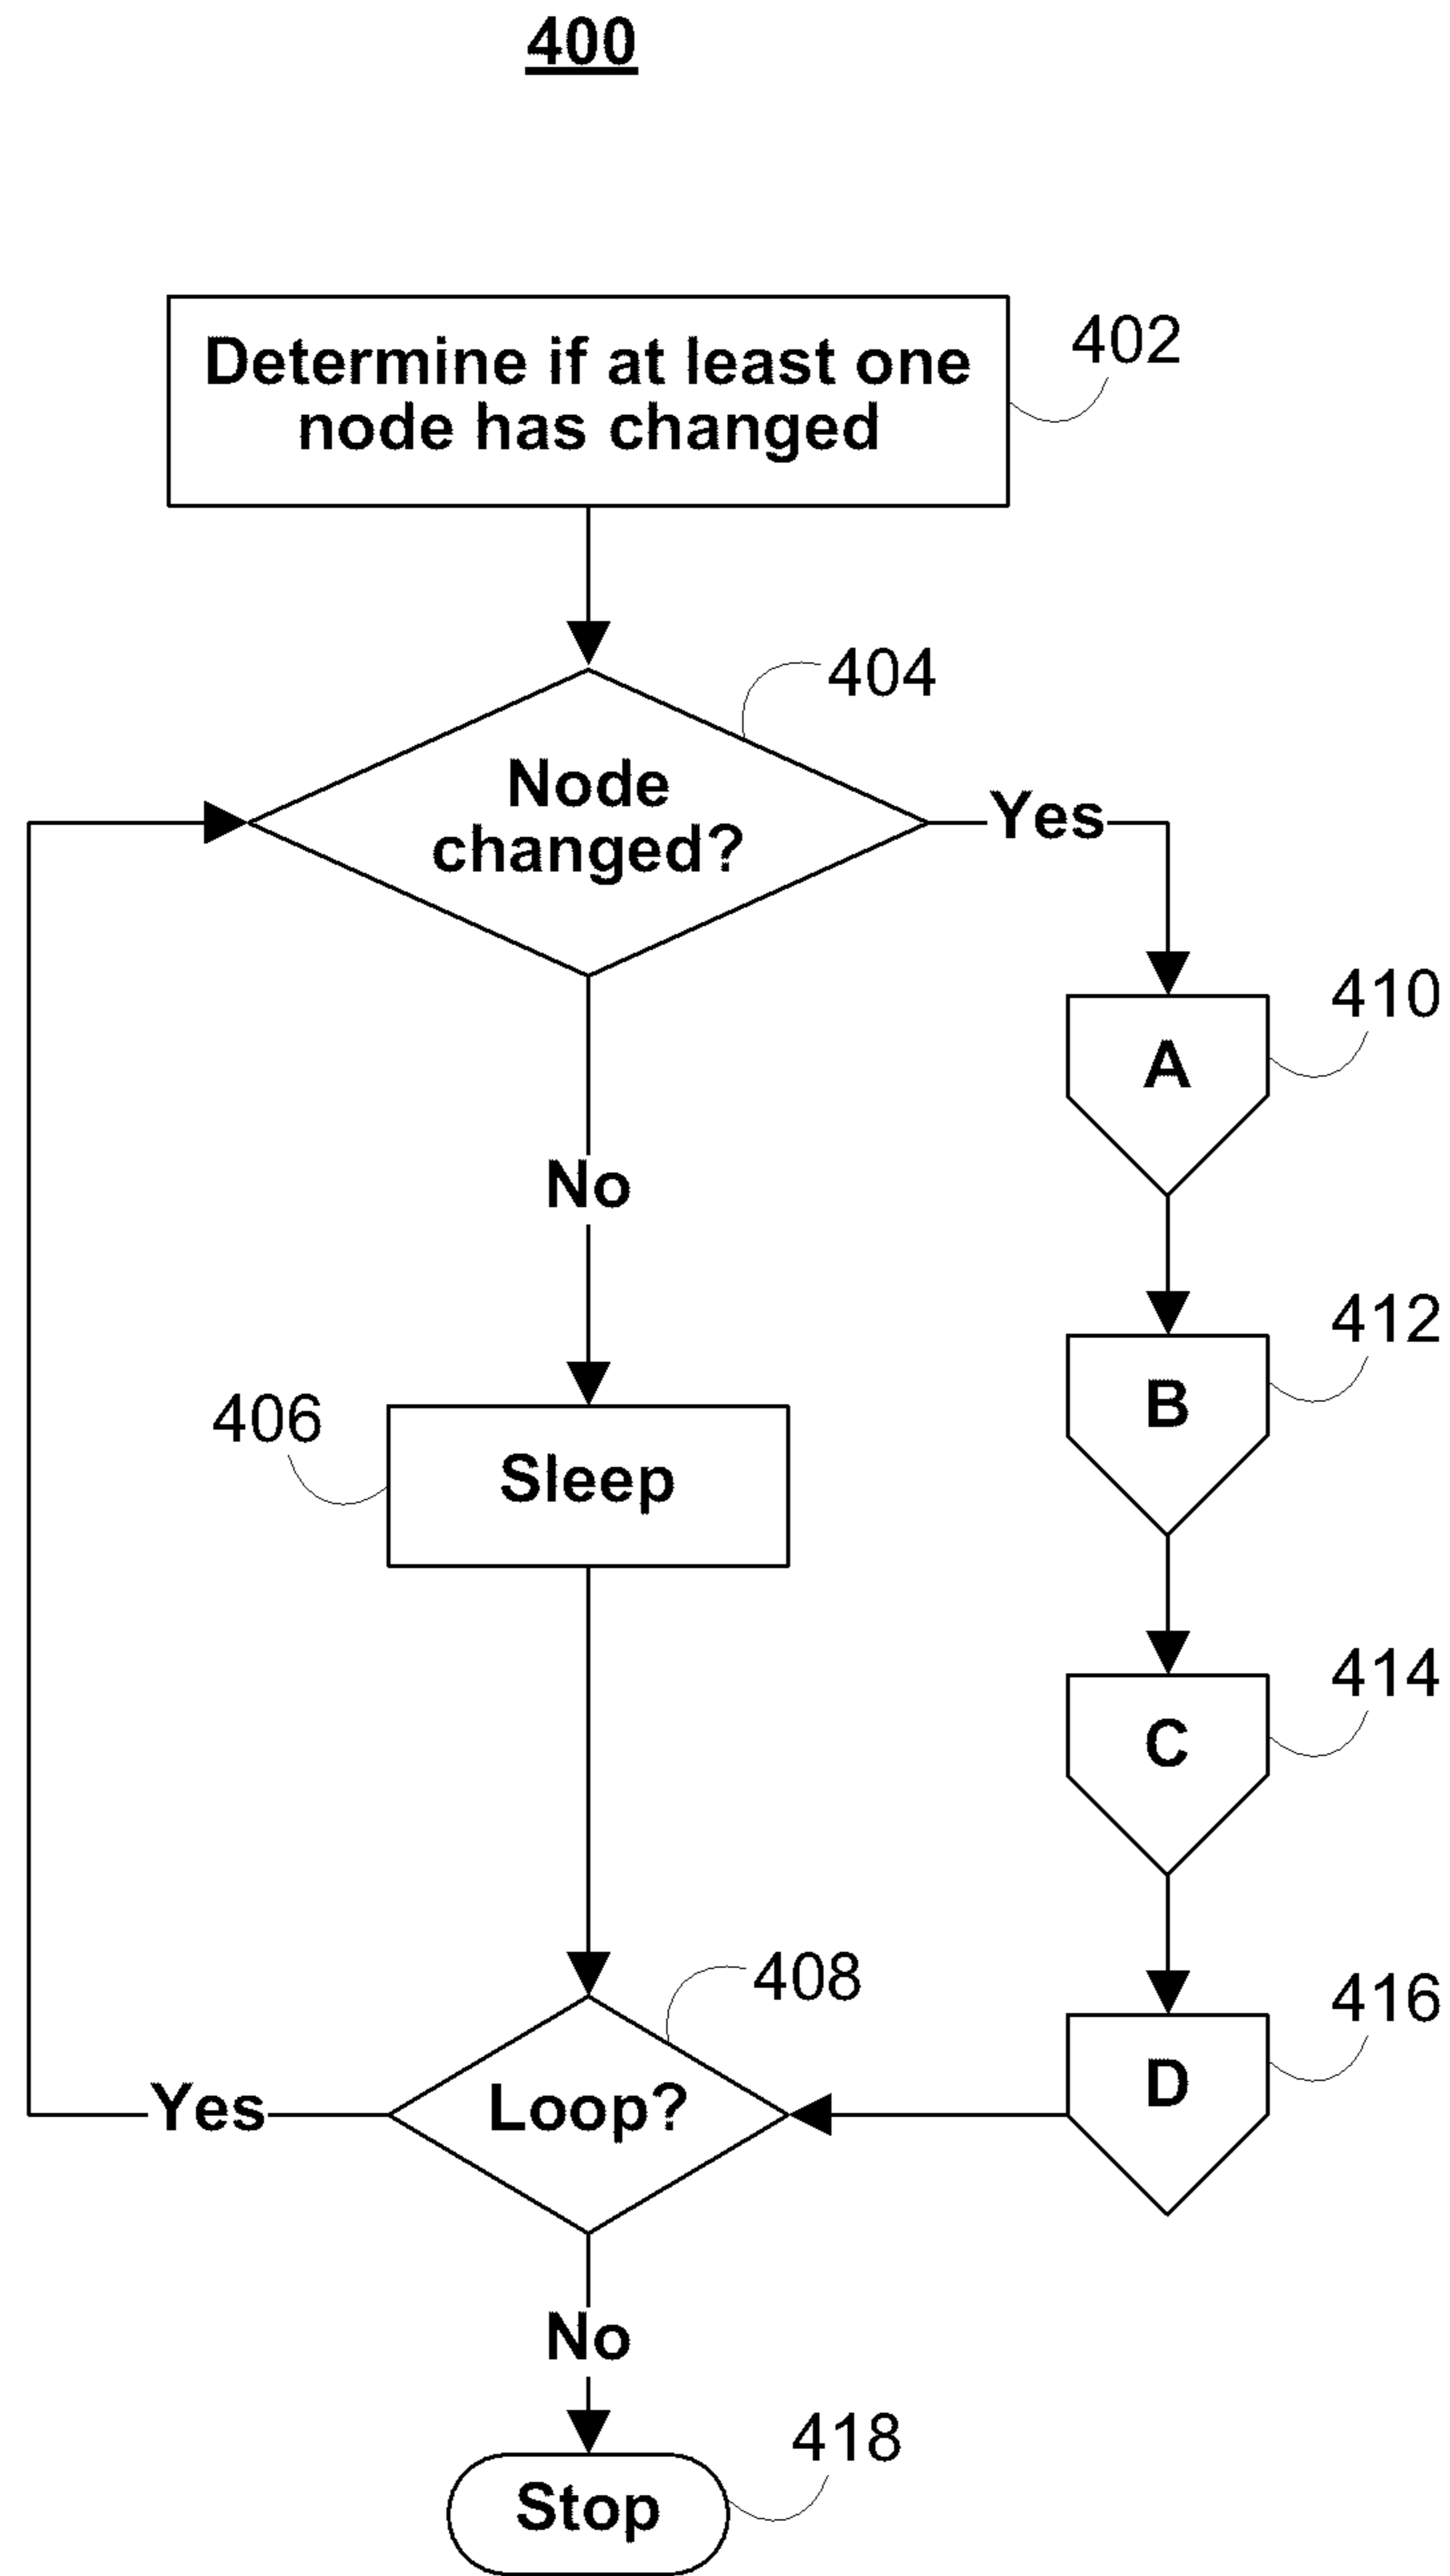 400
Determine if at least one
node has changed
402
404
Node
changed?
Yes
410
A
No
412
B
406
Sleep
414
C
408
416
Yes
Loop?
D
No
418
Stop